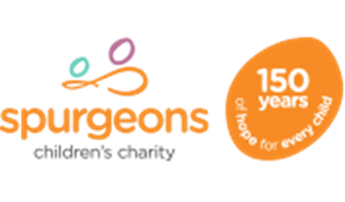 spurgeons
children's charity
150
years
of hope for every child